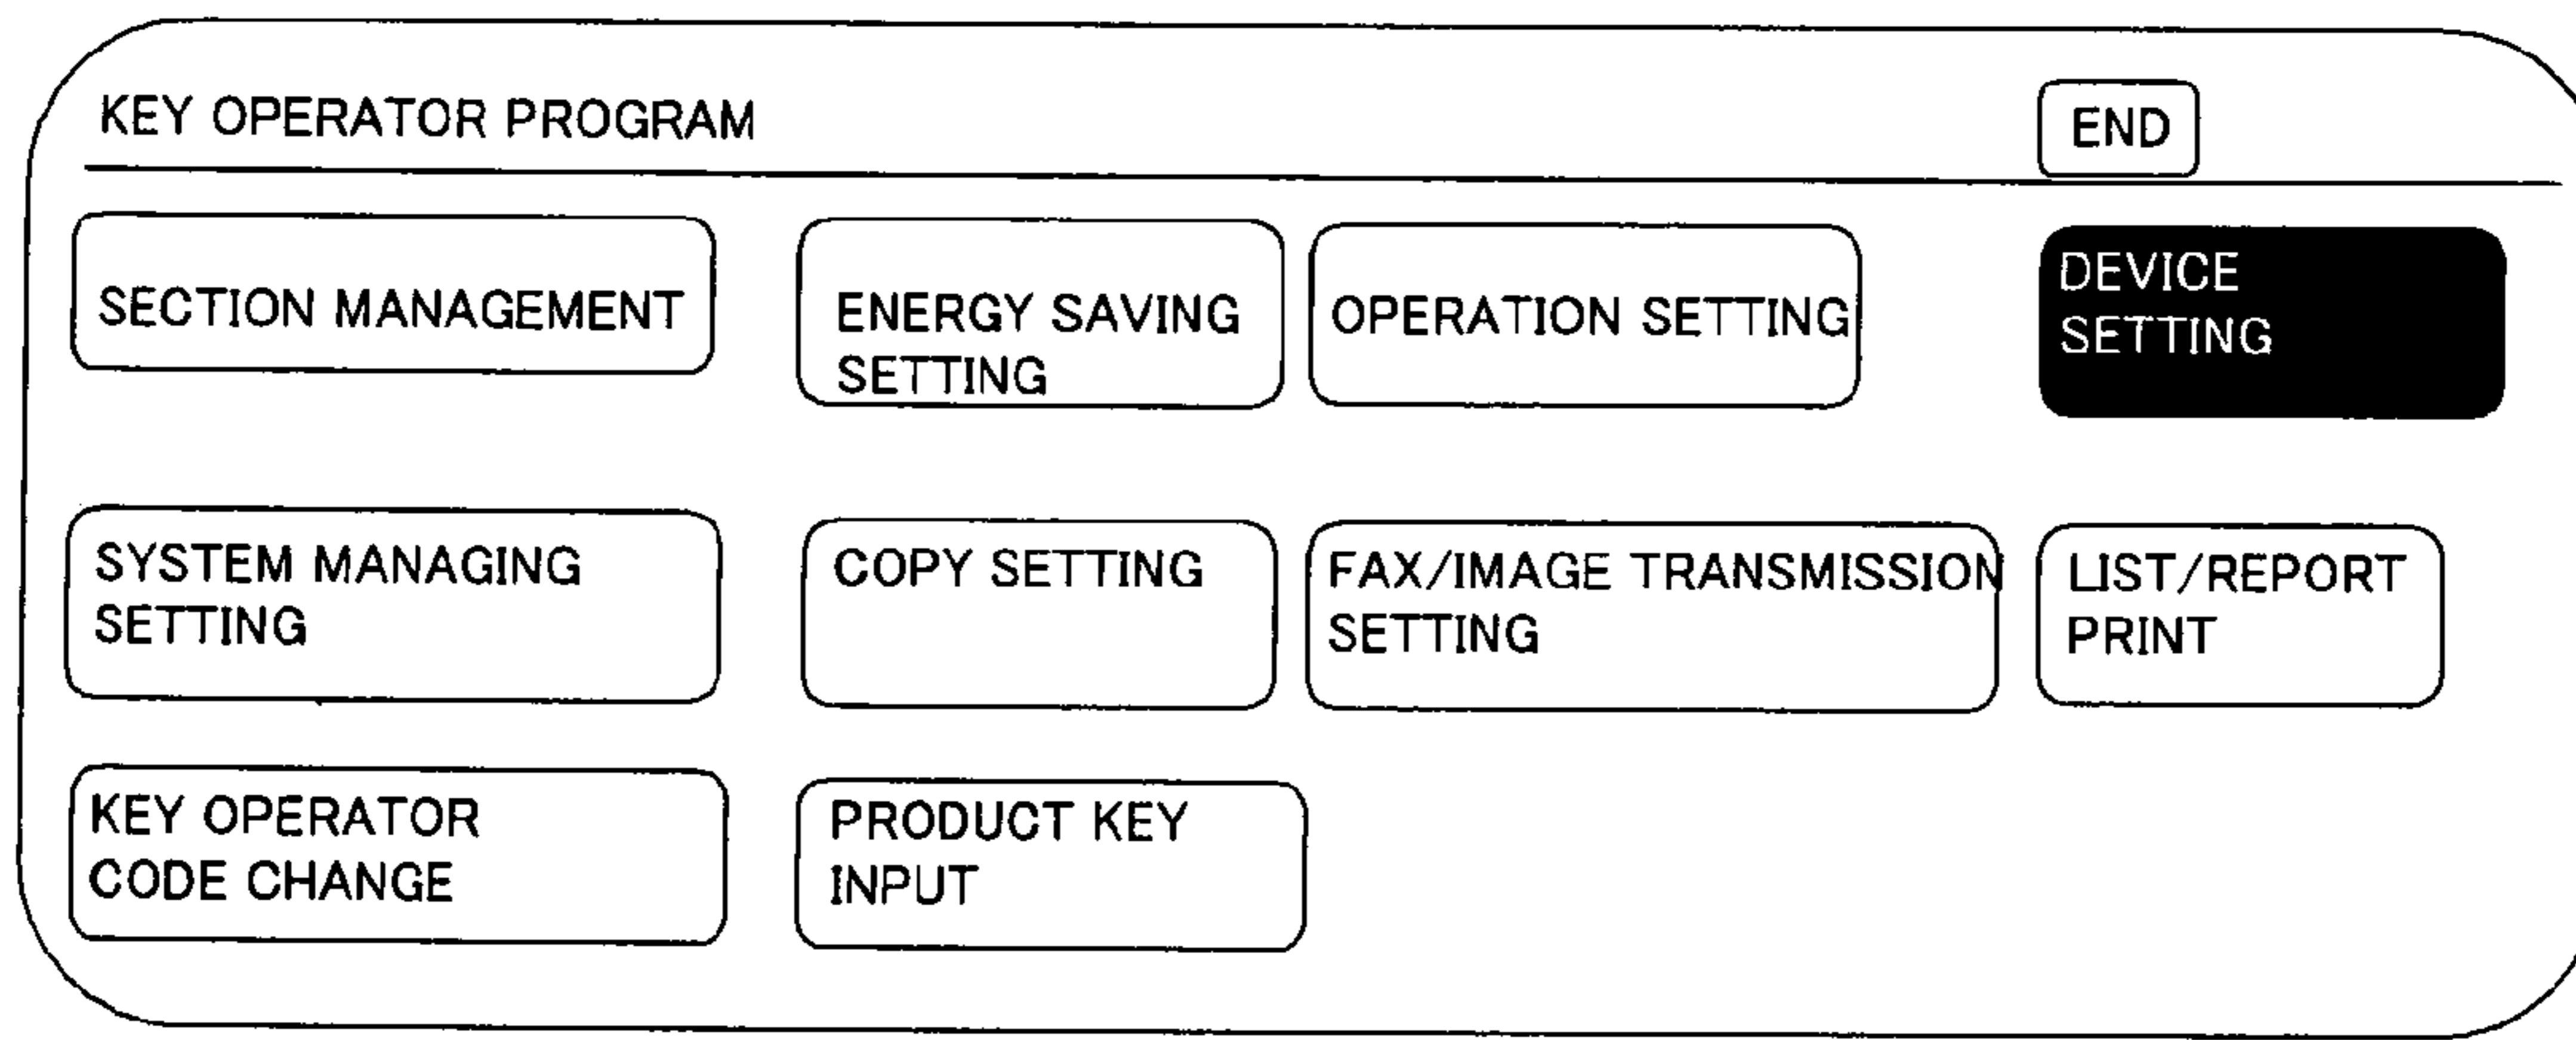 KEY OPERATOR PROGRAM
END
SECTION MANAGEMENT
ENERGY SAVING
SETTING
OPERATION SETTING
DEVICE
SETTING
SYSTEM MANAGING
SETTING
COPY SETTING
FAX/IMAGE TRANSMISSION
SETTING
LIST/REPORT
PRINT
KEY OPERATOR
CODE CHANGE
PRODUCT KEY
INPUT